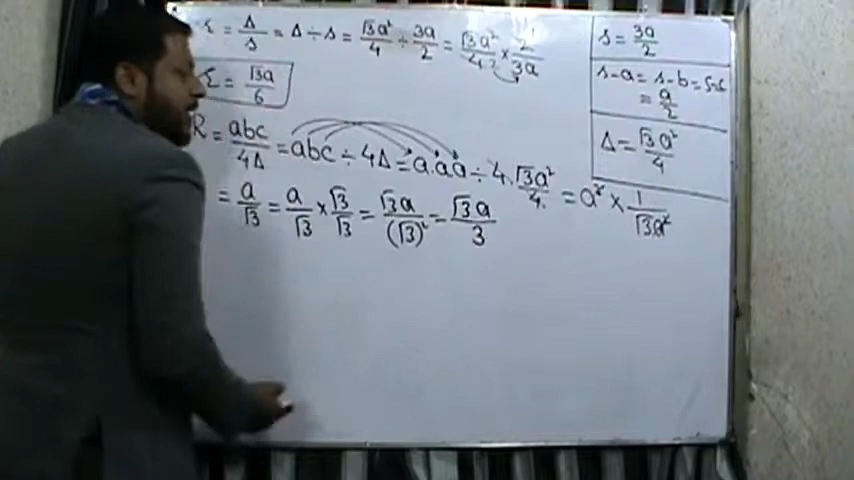 r = Δ/s = Δ ÷ s = √3a²/4 ÷ 3a/2 = √3a²/4 × 2/3a
r = √3a/6
R = abc/4Δ = abc ÷ 4Δ = a.a.a ÷ 4.√3a²/4 = a³ × 1/√3a²
= a/√3 = a/√3 × √3/√3 = √3a/(√3)² = √3a/3
s = 3a/2
s-a = s-b = s-c
= a/2
Δ = √3a²/4